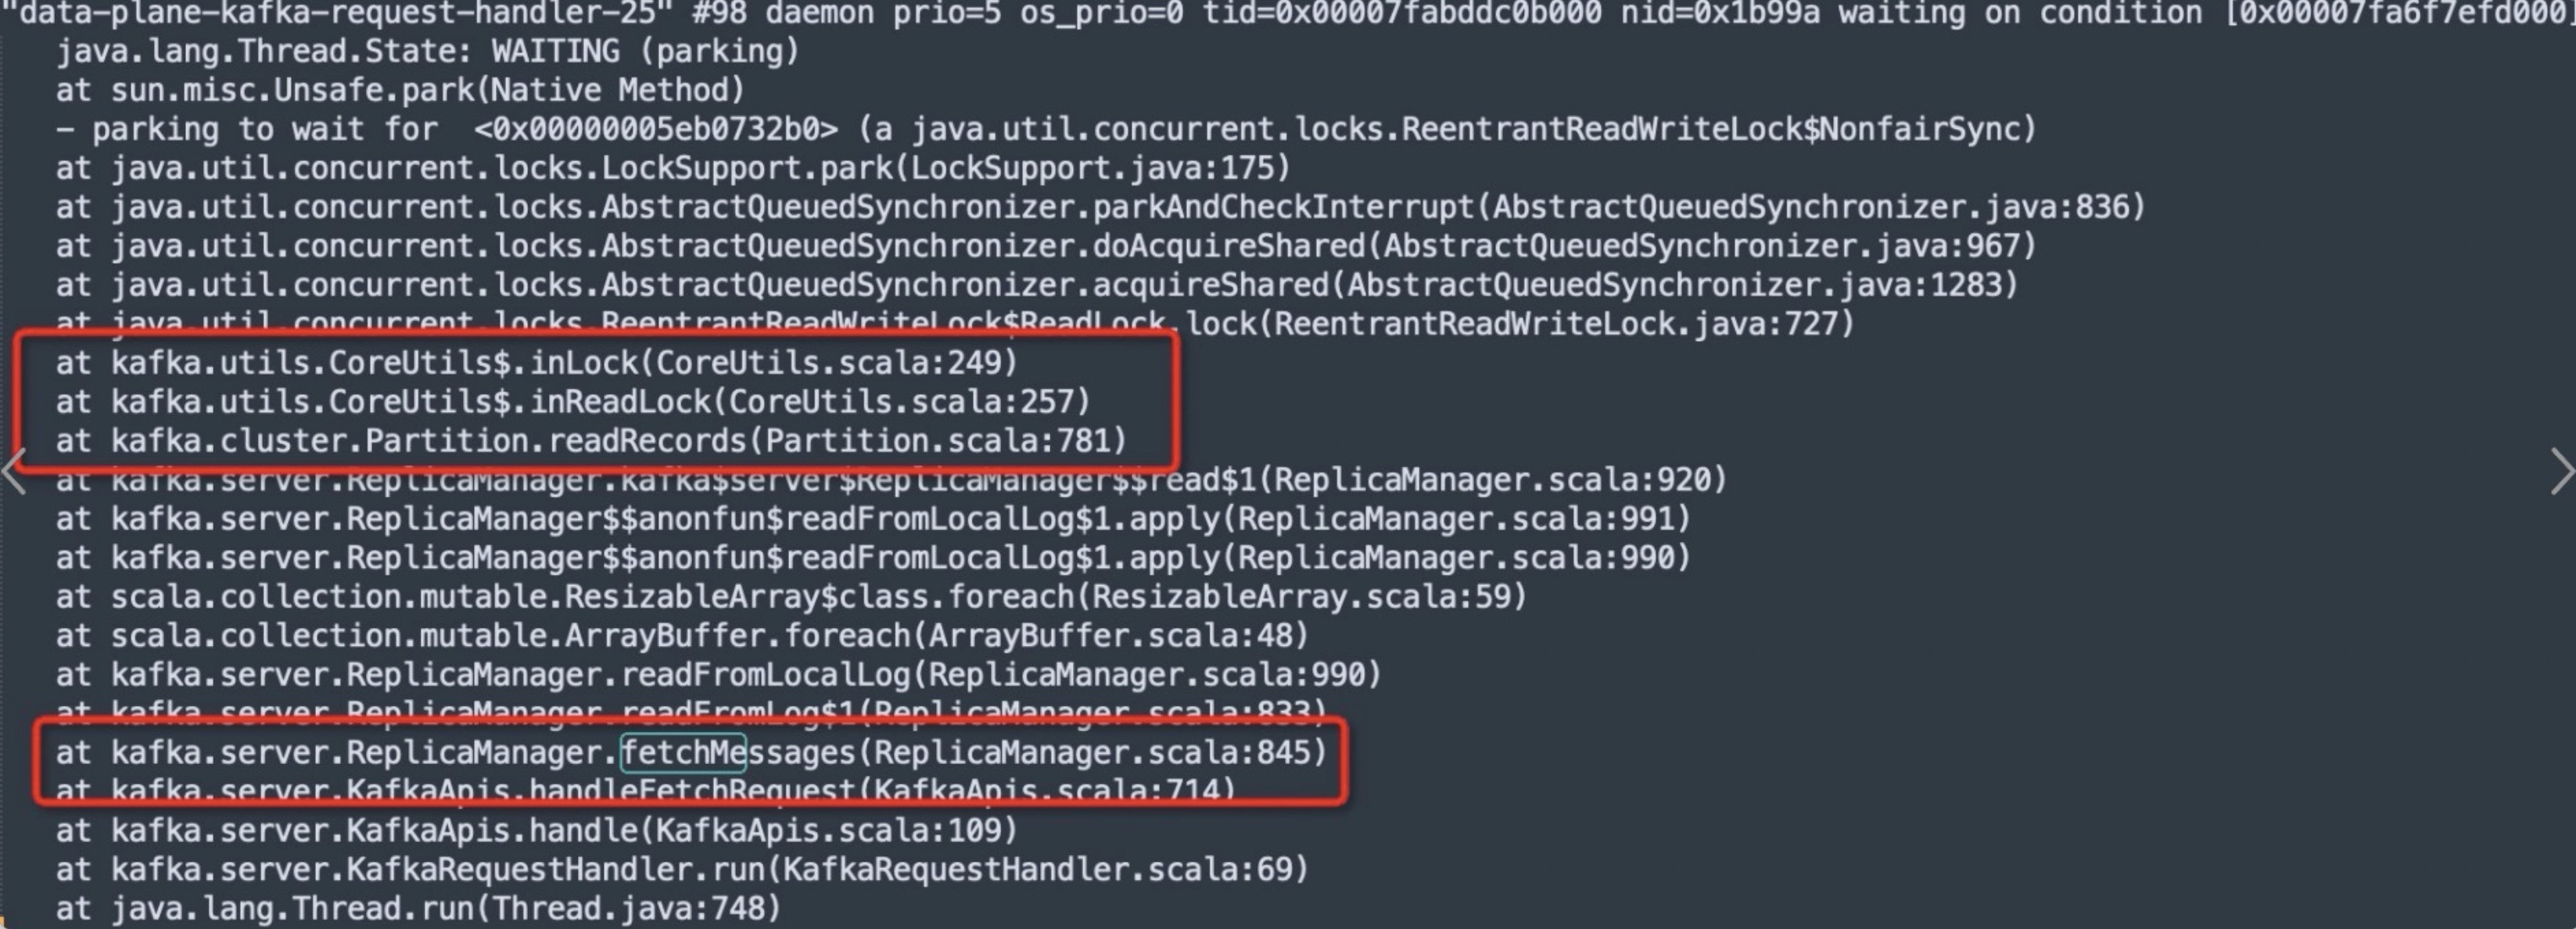 "data-plane-kafka-request-handler-25" #98 daemon prio=5 os_prio=0 tid=0x00007fabddc0b000 nid=0x1b99a waiting on condition [0x00007fa6f7efd000]
java.lang.Thread.State: WAITING (parking)
at sun.misc.Unsafe.park(Native Method)
- parking to wait for  <0x00000005eb0732b0> (a java.util.concurrent.locks.ReentrantReadWriteLock$NonfairSync)
at java.util.concurrent.locks.LockSupport.park(LockSupport.java:175)
at java.util.concurrent.locks.AbstractQueuedSynchronizer.parkAndCheckInterrupt(AbstractQueuedSynchronizer.java:836)
at java.util.concurrent.locks.AbstractQueuedSynchronizer.doAcquireShared(AbstractQueuedSynchronizer.java:967)
at java.util.concurrent.locks.AbstractQueuedSynchronizer.acquireShared(AbstractQueuedSynchronizer.java:1283)
at java.util.concurrent.locks.ReentrantReadWriteLock$ReadLock.lock(ReentrantReadWriteLock.java:727)
at kafka.utils.CoreUtils$.inLock(CoreUtils.scala:249)
at kafka.utils.CoreUtils$.inReadLock(CoreUtils.scala:257)
at kafka.cluster.Partition.readRecords(Partition.scala:781)
at kafka.server.ReplicaManager.kafka$server$ReplicaManager$$read$1(ReplicaManager.scala:920)
at kafka.server.ReplicaManager$$anonfun$readFromLocalLog$1.apply(ReplicaManager.scala:991)
at kafka.server.ReplicaManager$$anonfun$readFromLocalLog$1.apply(ReplicaManager.scala:990)
at scala.collection.mutable.ResizableArray$class.foreach(ResizableArray.scala:59)
at scala.collection.mutable.ArrayBuffer.foreach(ArrayBuffer.scala:48)
at kafka.server.ReplicaManager.readFromLocalLog(ReplicaManager.scala:990)
at kafka.server.ReplicaManager.readFromLog$1(ReplicaManager.scala:833)
at kafka.server.ReplicaManager.fetchMessages(ReplicaManager.scala:845)
at kafka.server.KafkaApis.handleFetchRequest(KafkaApis.scala:714)
at kafka.server.KafkaApis.handle(KafkaApis.scala:109)
at kafka.server.KafkaRequestHandler.run(KafkaRequestHandler.scala:69)
at java.lang.Thread.run(Thread.java:748)